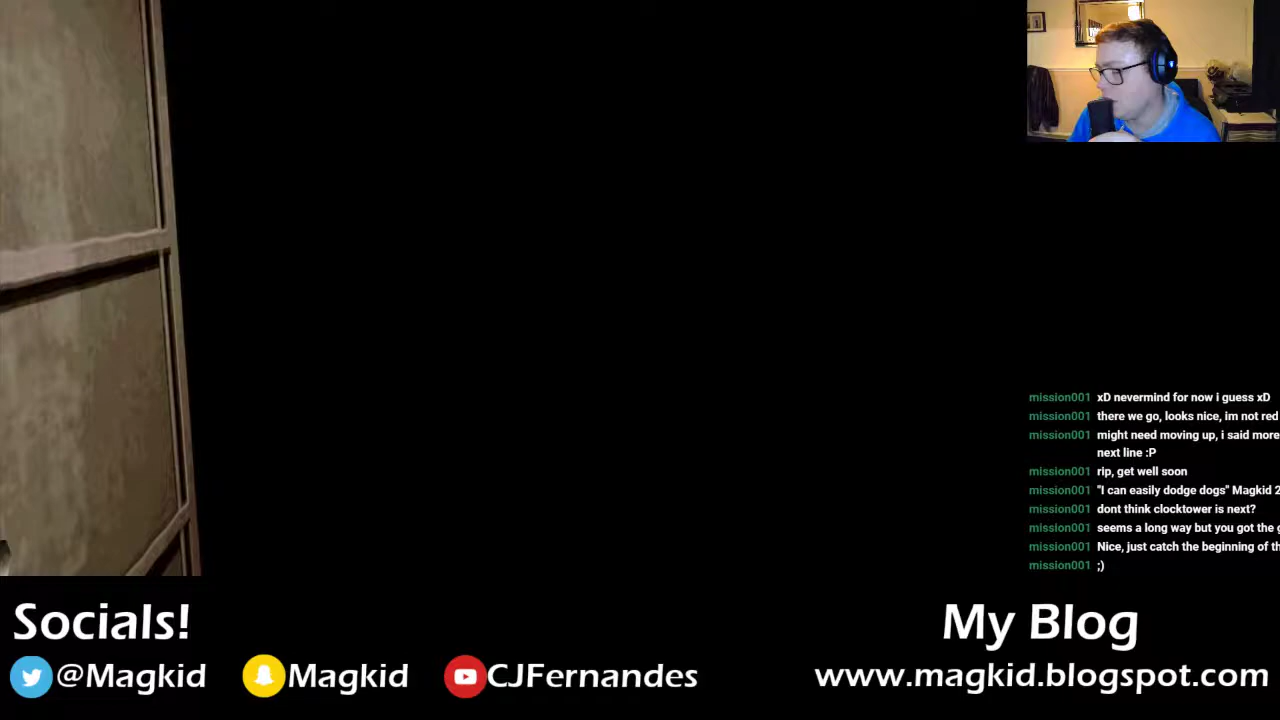 mission001 xD nevermind for now i guess xD
mission001 there we go, looks nice, im not red
mission001 might need moving up, i said more
next line :P
mission001 rip, get well soon
mission001 "I can easily dodge dogs" Magkid 2
mission001 dont think clocktower is next?
mission001 seems a long way but you got the g
mission001 Nice, just catch the beginning of th
mission001 ;)
Socials!
My Blog
@Magkid Magkid CJFernandes
www.magkid.blogspot.com